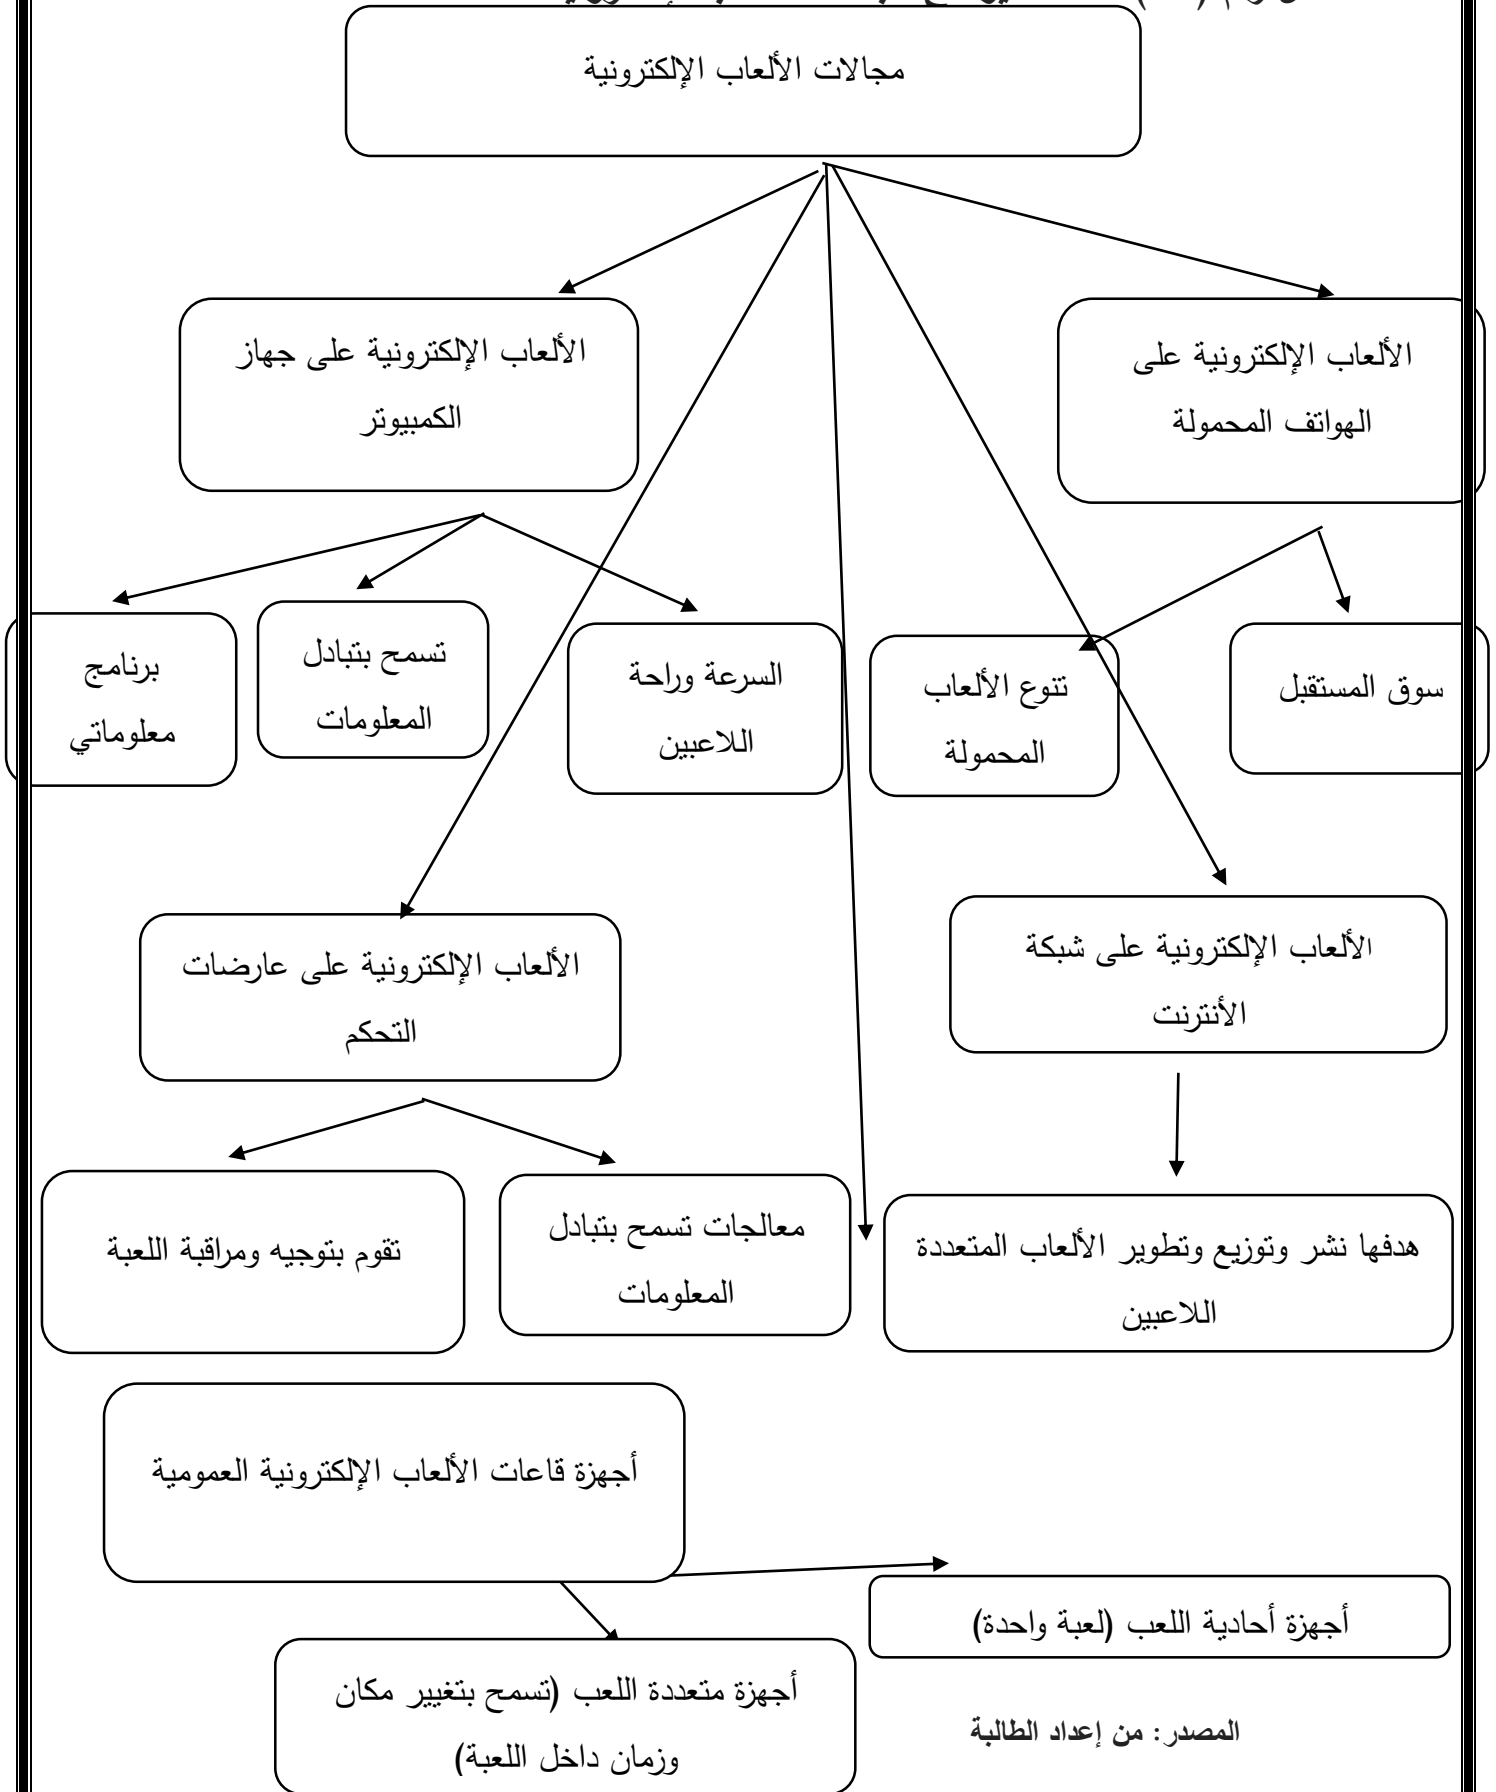 مجالات الألعاب الإلكترونية
الألعاب الإلكترونية على
الهواتف المحمولة
الألعاب الإلكترونية على جهاز
الكمبيوتر
سوق المستقبل
تنوع الألعاب
المحمولة
السرعة وراحة
اللاعبين
تسمح بتبادل
المعلومات
برنامج
معلوماتي
الألعاب الإلكترونية على شبكة
الأنترنت
الألعاب الإلكترونية على عارضات
التحكم
هدفها نشر وتوزيع وتطوير الألعاب المتعددة
اللاعبين
معالجات تسمح بتبادل
المعلومات
تقوم بتوجيه ومراقبة اللعبة
أجهزة قاعات الألعاب الإلكترونية العمومية
أجهزة أحادية اللعب (لعبة واحدة)
أجهزة متعددة اللعب (تسمح بتغيير مكان
وزمان داخل اللعبة)
المصدر: من إعداد الطالبة